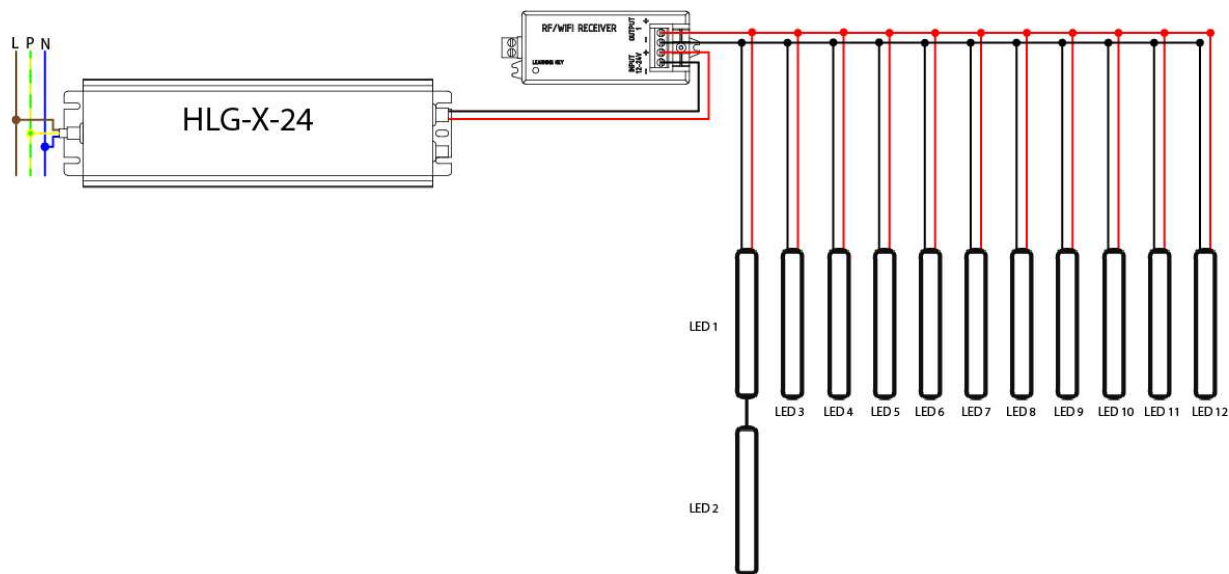 L P N
HLG-X-24
RF/WIFI RECEIVER
LEARNING KEY
OUTPUT
1
+
-
INPUT
12-24V
+
-
LED 1
LED 3
LED 4
LED 5
LED 6
LED 7
LED 8
LED 9
LED 10
LED 11
LED 12
LED 2